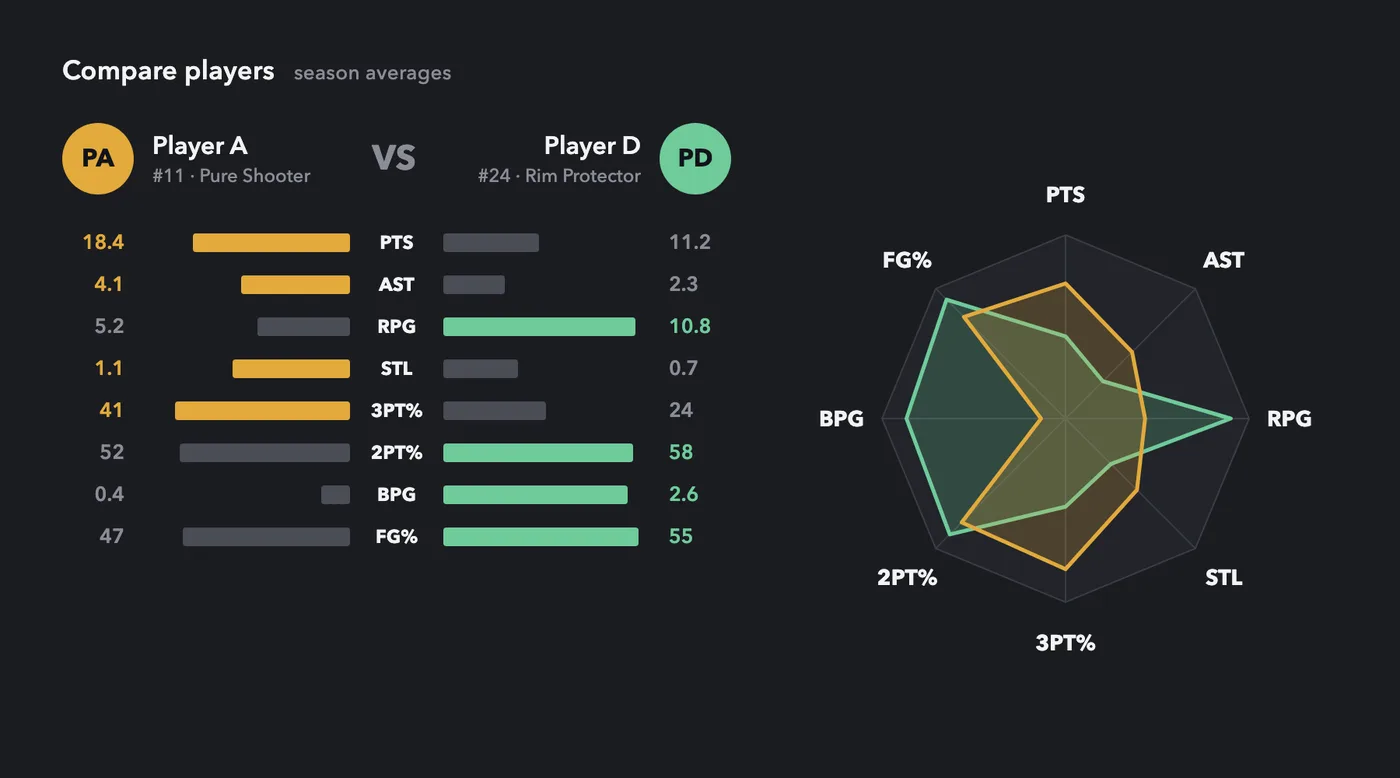 Compare players season averages
PA Player A VS Player D PD
#11 · Pure Shooter #24 · Rim Protector
18.4 PTS 11.2
4.1 AST 2.3
5.2 RPG 10.8
1.1 STL 0.7
41 3PT% 24
52 2PT% 58
0.4 BPG 2.6
47 FG% 55
PTS
FG% AST
BPG RPG
2PT% STL
3PT%